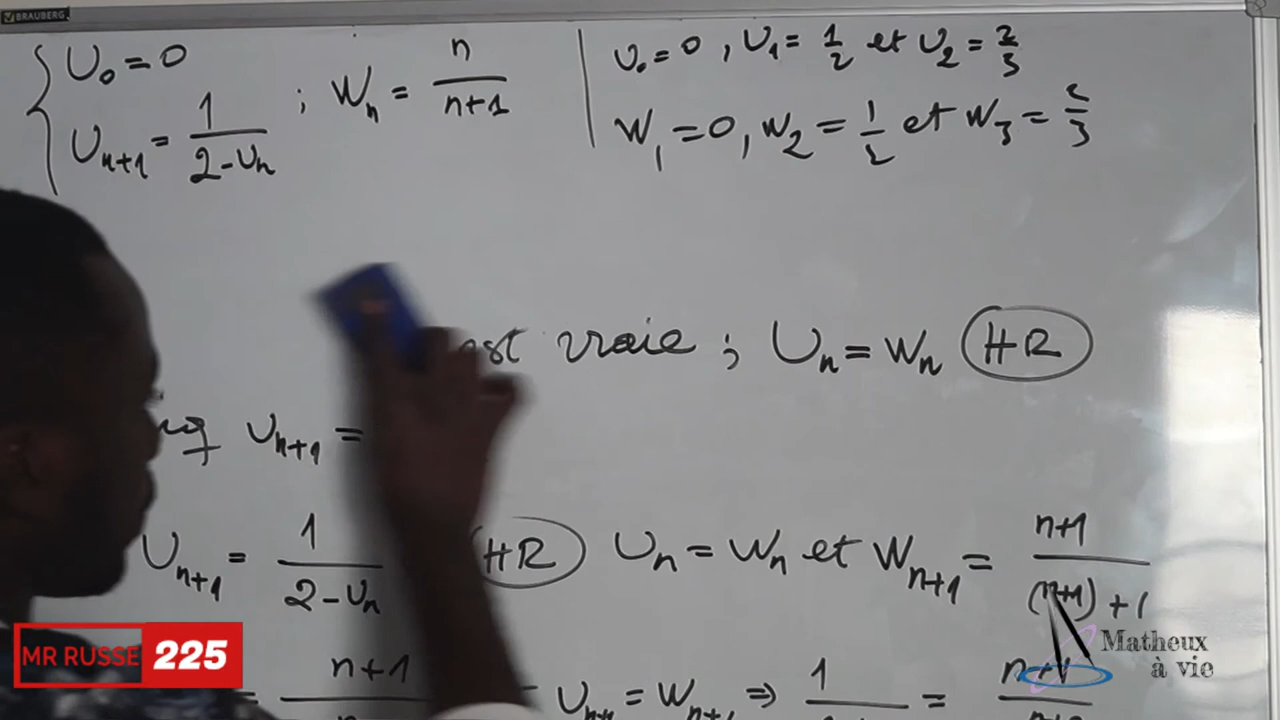 BRAUBERG
U₀ = 0
Uₙ₊₁ = 1/(2-Uₙ) ; Wₙ = n/(n+1)
U₀ = 0 , U₁ = 1/2 et U₂ = 2/3
W₁ = 0, W₂ = 1/2 et W₃ = 2/3
est vraie ; Uₙ = Wₙ HR
Uₙ₊₁ =
Uₙ₊₁ = 1/(2-Uₙ) HR Uₙ = Wₙ et Wₙ₊₁ = (n+1)/((n+1)+1)
= n+1 Uₙ₊₁ = Wₙ₊₁ ⇒ 1 = n+1
MR RUSSE 225
Matheux
à vie